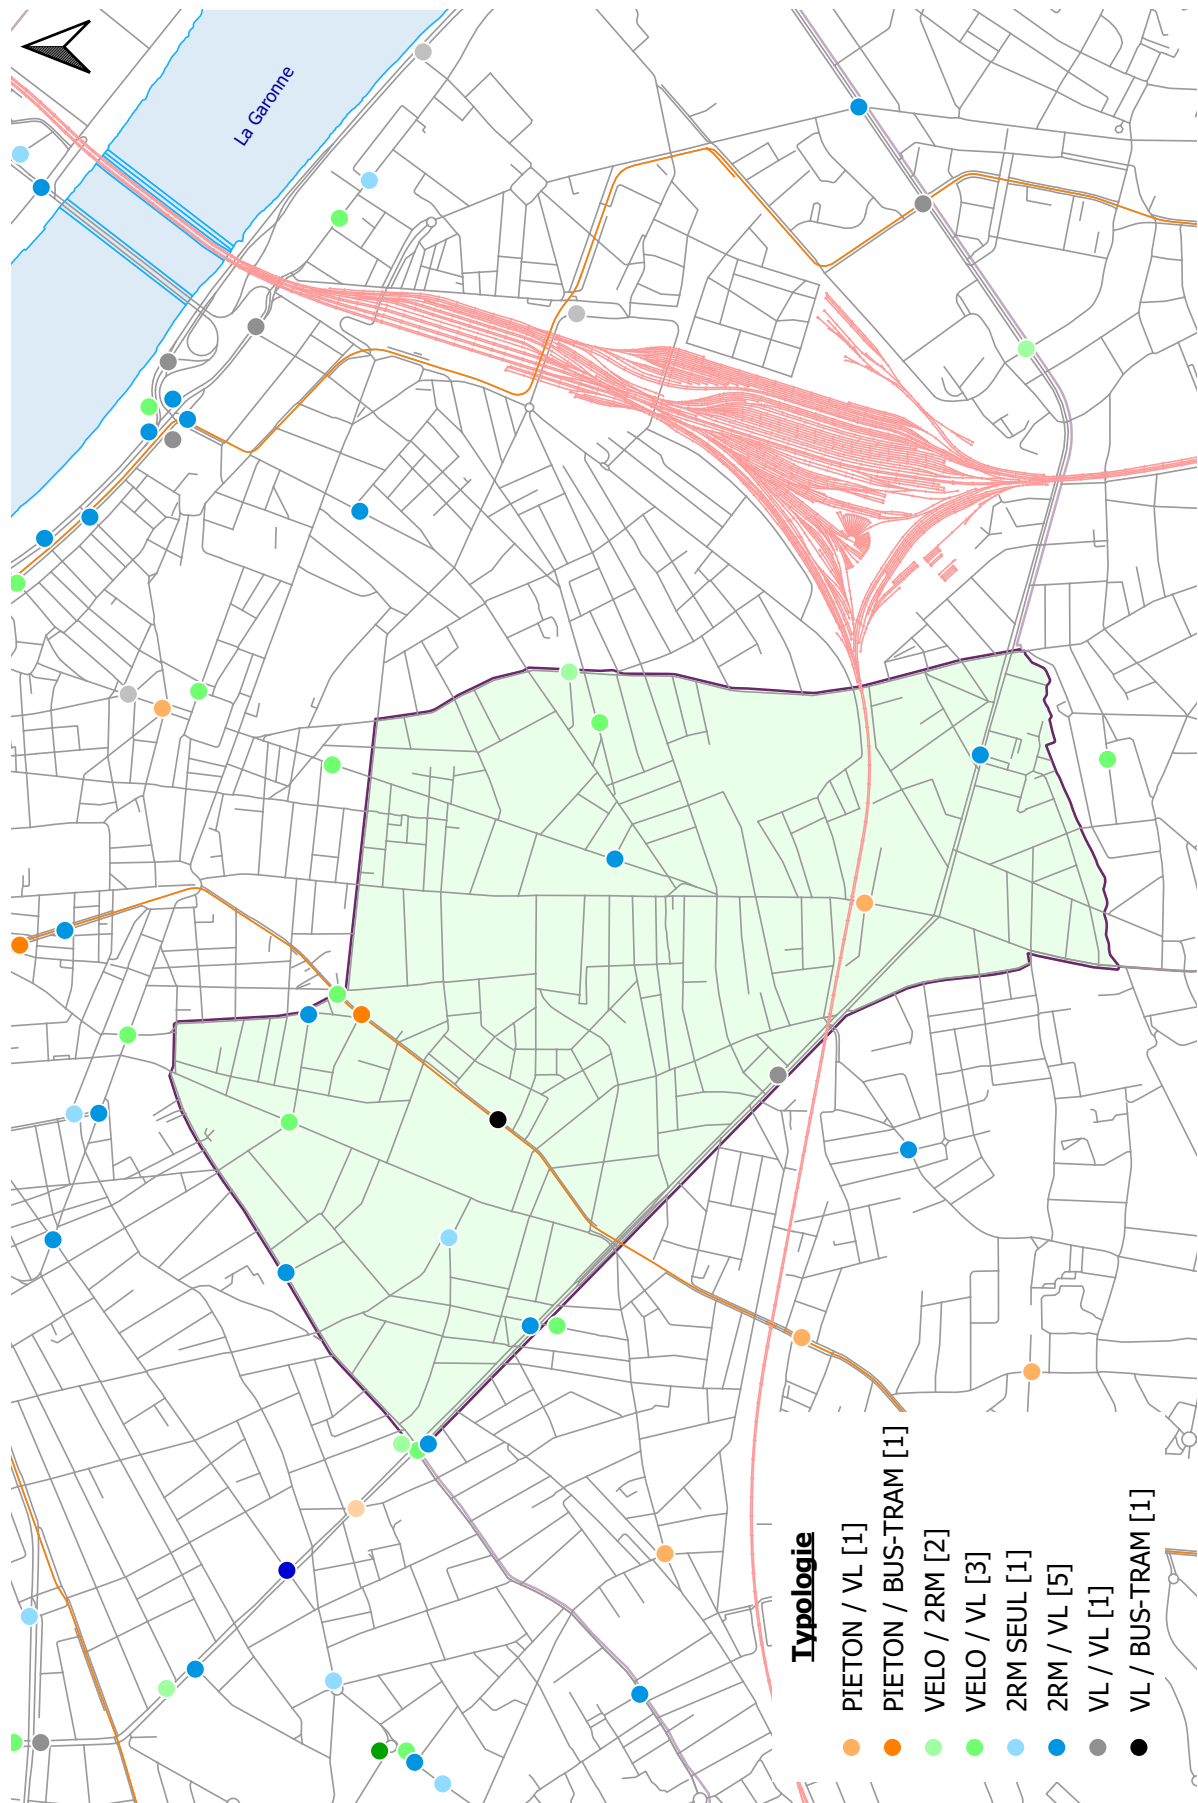 La Garonne
Typologie
PIETON / VL [1]
PIETON / BUS-TRAM [1]
VELO / 2RM [2]
VELO / VL [3]
2RM SEUL [1]
2RM / VL [5]
VL / VL [1]
VL / BUS-TRAM [1]